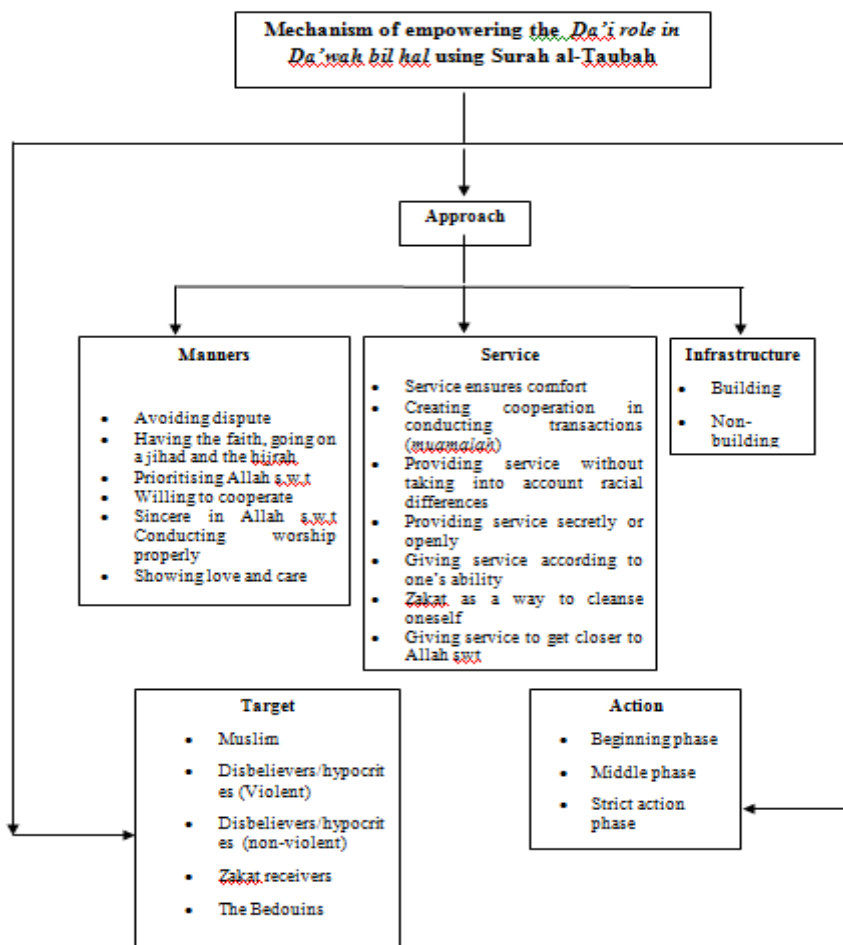 Mechanism of empowering the Da'i role in
Da'wah bil hal using Surah al-Taubah
Approach
Manners
• Avoiding dispute
• Having the faith, going on
a jihad and the hijrah
• Prioritising Allah s.w.t
• Willing to cooperate
• Sincere in Allah s.w.t
Conducting worship
properly
• Showing love and care
Service
• Service ensures comfort
• Creating cooperation in
conducting transactions
(muamalah)
• Providing service without
taking into account racial
differences
• Providing service secretly or
openly
• Giving service according to
one's ability
• Zakat as a way to cleanse
oneself
• Giving service to get closer to
Allah swt
Infrastructure
• Building
• Non-
building
Target
• Muslim
• Disbelievers/hypocrit
es (Violent)
• Disbelievers/hypocrit
es (non-violent)
• Zakat receivers
• The Bedouins
Action
• Beginning phase
• Middle phase
• Strict action
phase